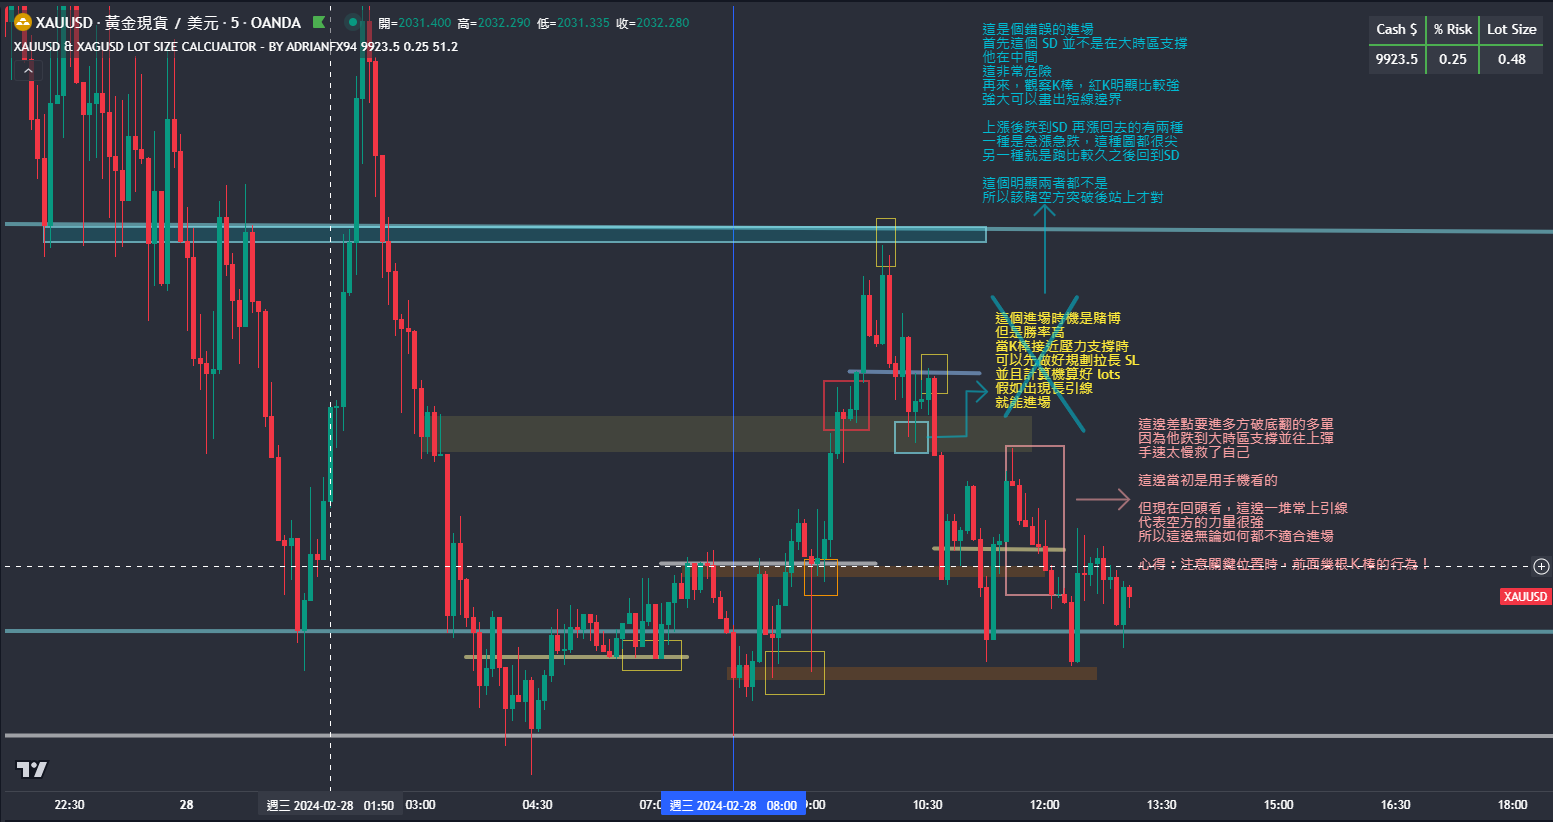 XAUUSD · 黃金現貨 / 美元 · 5 · OANDA 開=2031.400 高=2032.290 低=2031.335 收=2032.280
XAUUSD & XAGUSD LOT SIZE CALCUALTOR - BY ADRIANFX94 9923.5 0.25 51.2
Cash $ % Risk Lot Size
9923.5 0.25 0.48
這是個錯誤的進場
首先這個 SD 並不是在大時區支撐
他在中間
這非常危險
再來，觀察K棒，紅K明顯比較強
強大可以畫出短線邊界
上漲後跌到SD 再漲回去的有兩種
一種是急漲急跌，這種圖都很尖
另一種就是跑比較久之後回到SD
這個明顯兩者都不是
所以該賭空方突破後站上才對
這個進場時機是賭博
但是勝率高
當K棒接近壓力支撐時
可以先做好規劃拉長 SL
並且計算機算好 lots
假如出現長引線
就能進場
這邊差點要進多方破底翻的多單
因為他跌到大時區支撐並往上彈
手速太慢救了自己
這邊當初是用手機看的
但現在回頭看，這邊一堆常上引線
代表空方的力量很強
所以這邊無論如何都不適合進場
心得：注意關鍵位置時，前面幾根K棒的行為！
XAUUSD
22:30 28 週三 2024-02-28 01:50 03:00 04:30 07:0 週三 2024-02-28 08:00 9:00 10:30 12:00 13:30 15:00 16:30 18:00